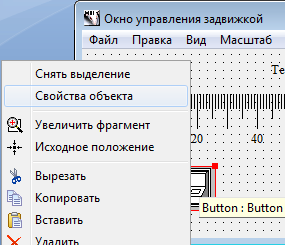 Окно управления задвижкой
Файл Правка Вид Масштаб
Снять выделение
Свойства объекта
Увеличить фрагмент
Исходное положение
Вырезать
Копировать
Вставить
Удалить
Те
20 40
Button : Button